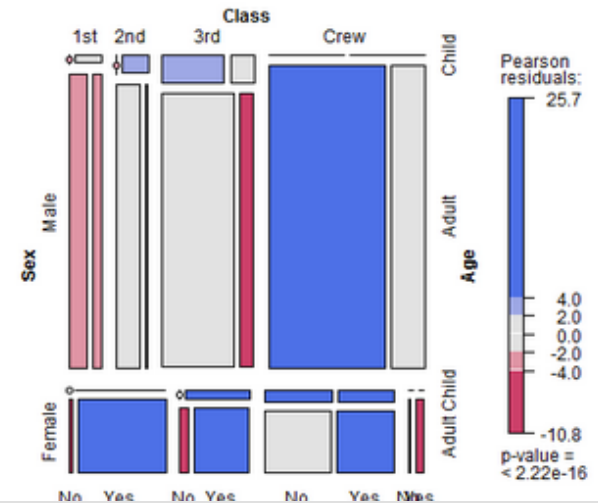 Class
1st 2nd 3rd Crew
Child
Pearson
residuals:
25.7
Male
Adult
Sex
Age
4.0
2.0
0.0
-2.0
-4.0
Female
Adult Child
-10.8
p-value =
< 2.22e-16
No Yes No Yes No Yes